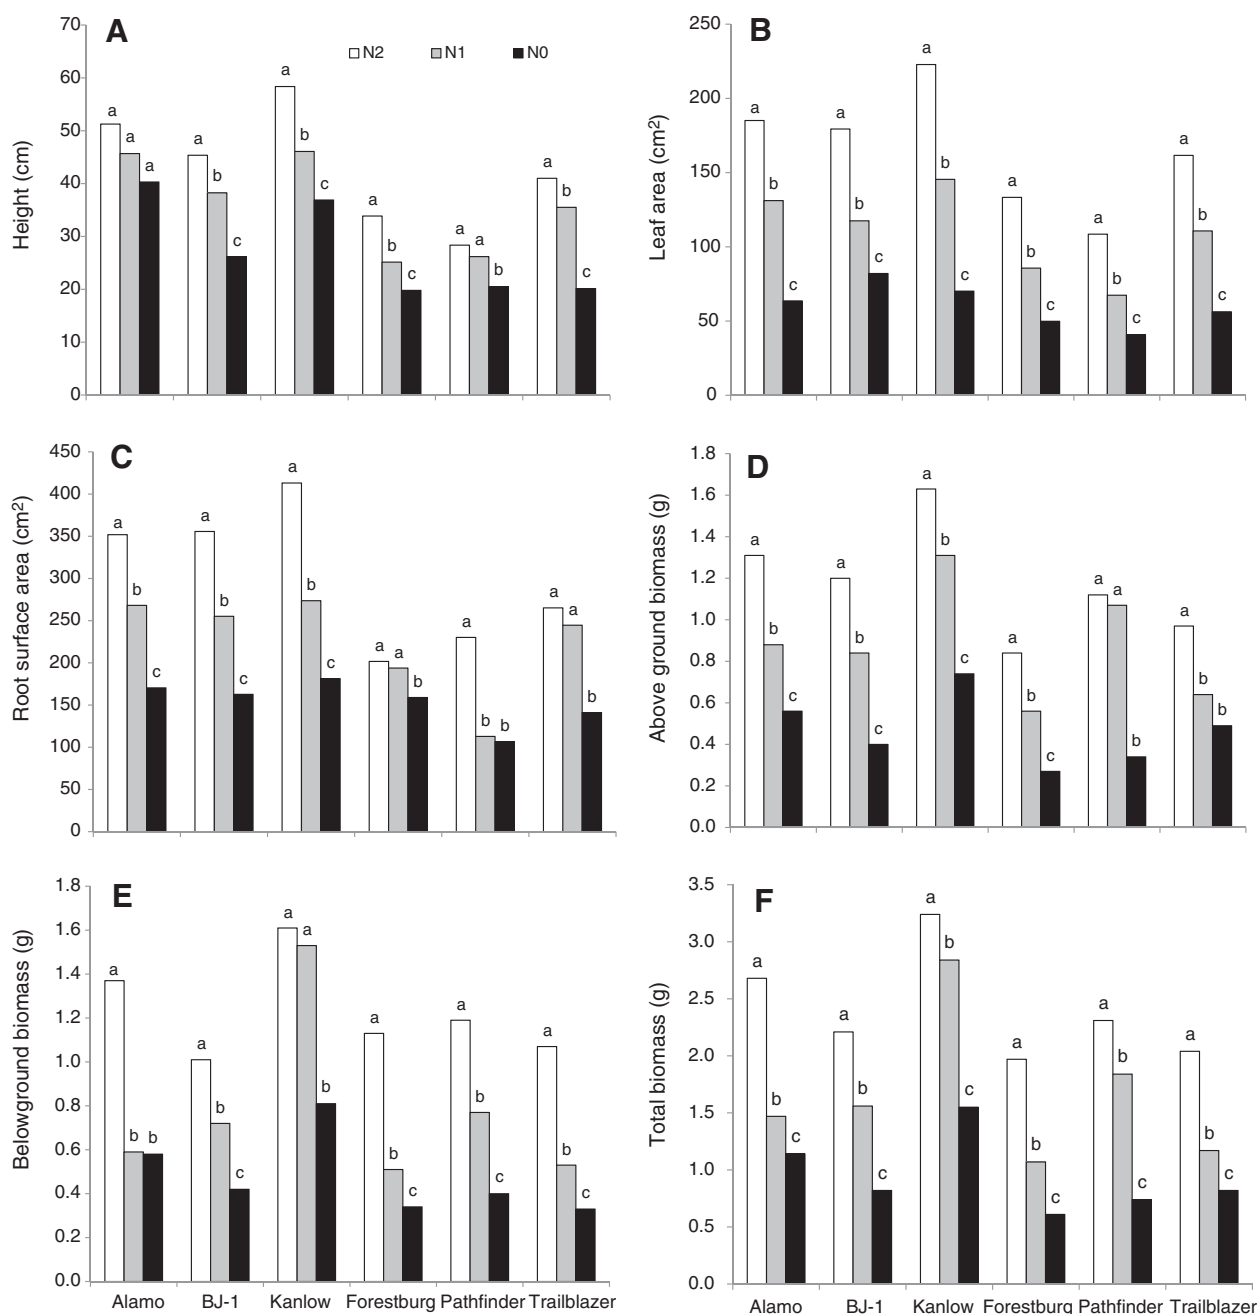 A
N2 N1 N0
Height (cm)
70
60
50
40
30
20
10
0
a a a
a b c
a b c
a b c
a a b
a b c
B
Leaf area (cm²)
250
200
150
100
50
0
a b c
a b c
a b c
a b c
a b c
a b c
C
Root surface area (cm²)
450
400
350
300
250
200
150
100
50
0
a b c
a b c
a b c
a a b
a b b
a a b
D
Above ground biomass (g)
1.8
1.6
1.4
1.2
1.0
0.8
0.6
0.4
0.2
0.0
a b c
a b c
a b c
a b c
a a b
a b b
E
Belowground biomass (g)
1.8
1.6
1.4
1.2
1.0
0.8
0.6
0.4
0.2
0.0
a b b
a b c
a a b
a b c
a b c
a b c
Alamo BJ-1 Kanlow Forestburg Pathfinder Trailblazer
F
Total biomass (g)
3.5
3.0
2.5
2.0
1.5
1.0
0.5
0.0
a b c
a b c
a b c
a b c
a b c
a b c
Alamo BJ-1 Kanlow Forestburg Pathfinder Trailblazer